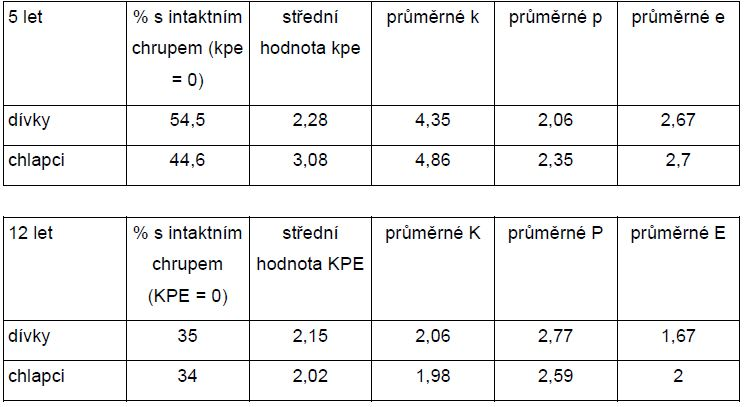 5 let % s intaktním střední průměrné k průměrné p průměrné e
chrupem (kpe hodnota kpe
= 0)
dívky 54,5 2,28 4,35 2,06 2,67
chlapci 44,6 3,08 4,86 2,35 2,7
12 let % s intaktním střední průměrné K průměrné P průměrné E
chrupem hodnota KPE
(KPE = 0)
dívky 35 2,15 2,06 2,77 1,67
chlapci 34 2,02 1,98 2,59 2